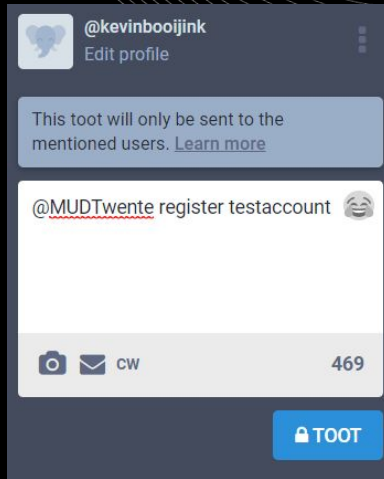 @kevinbooijink
Edit profile
This toot will only be sent to the
mentioned users. Learn more
@MUDTwente register testaccount
CW
469
TOOT